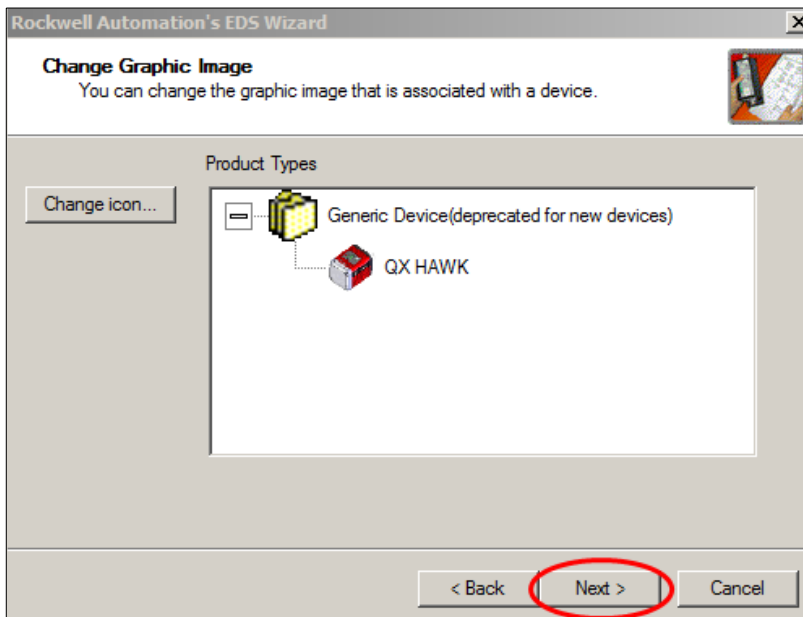 Rockwell Automation's EDS Wizard
Change Graphic Image
You can change the graphic image that is associated with a device.
Product Types
Change icon...
Generic Device(deprecated for new devices)
QX HAWK
< Back
Next >
Cancel